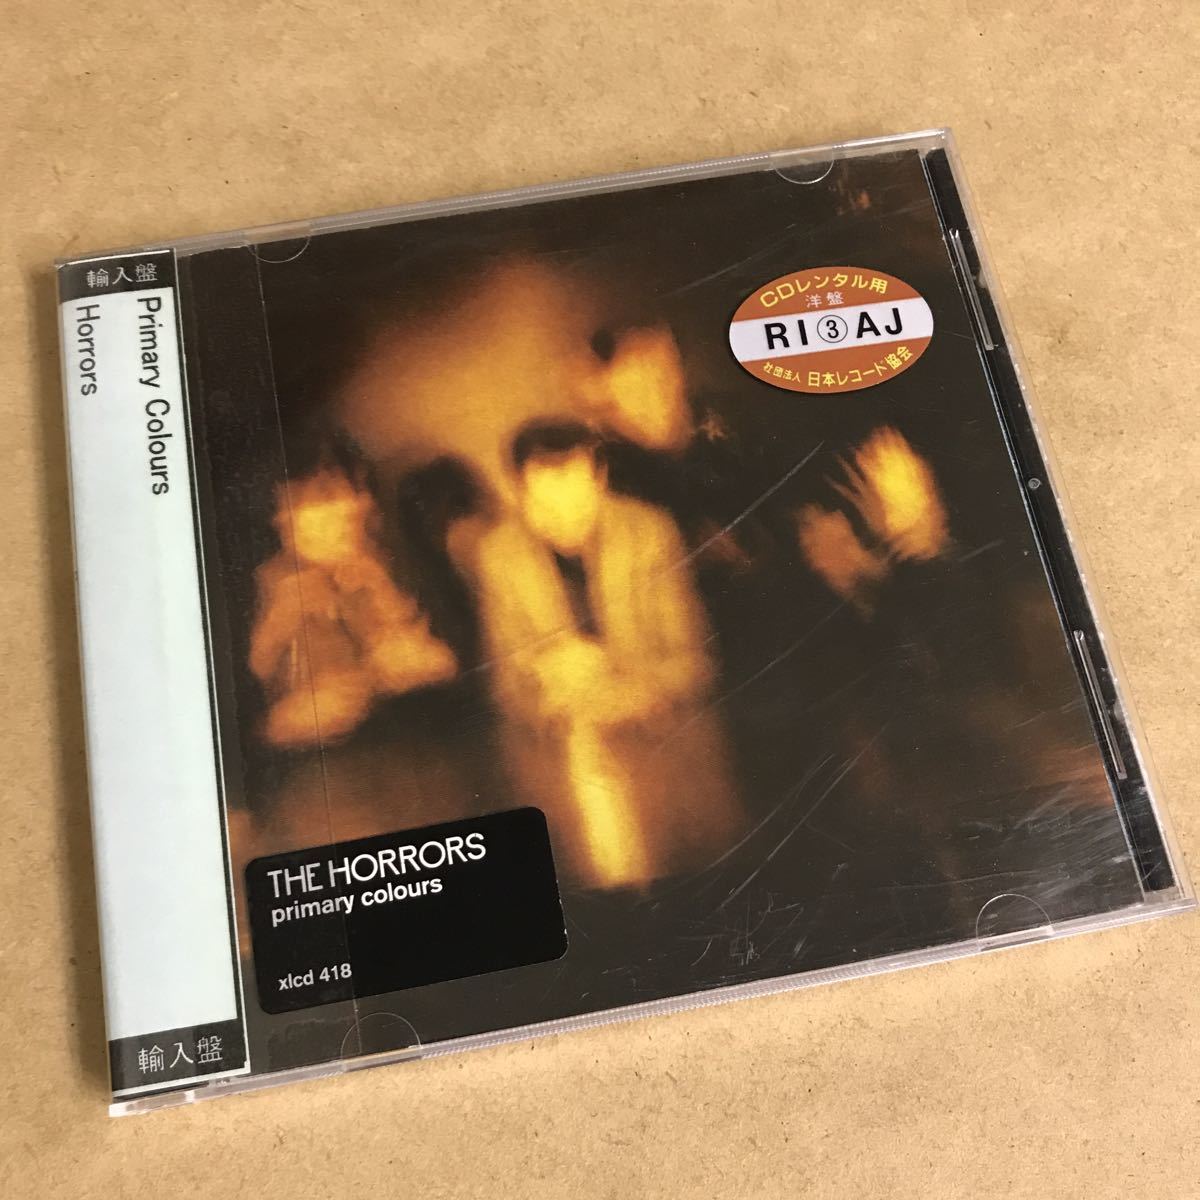 輸入盤
Primary Colours
Horrors
輸入盤
CDレンタル用
洋盤
RI③AJ
社団法人 日本レコード協会
THE HORRORS
primary colours
xlcd 418